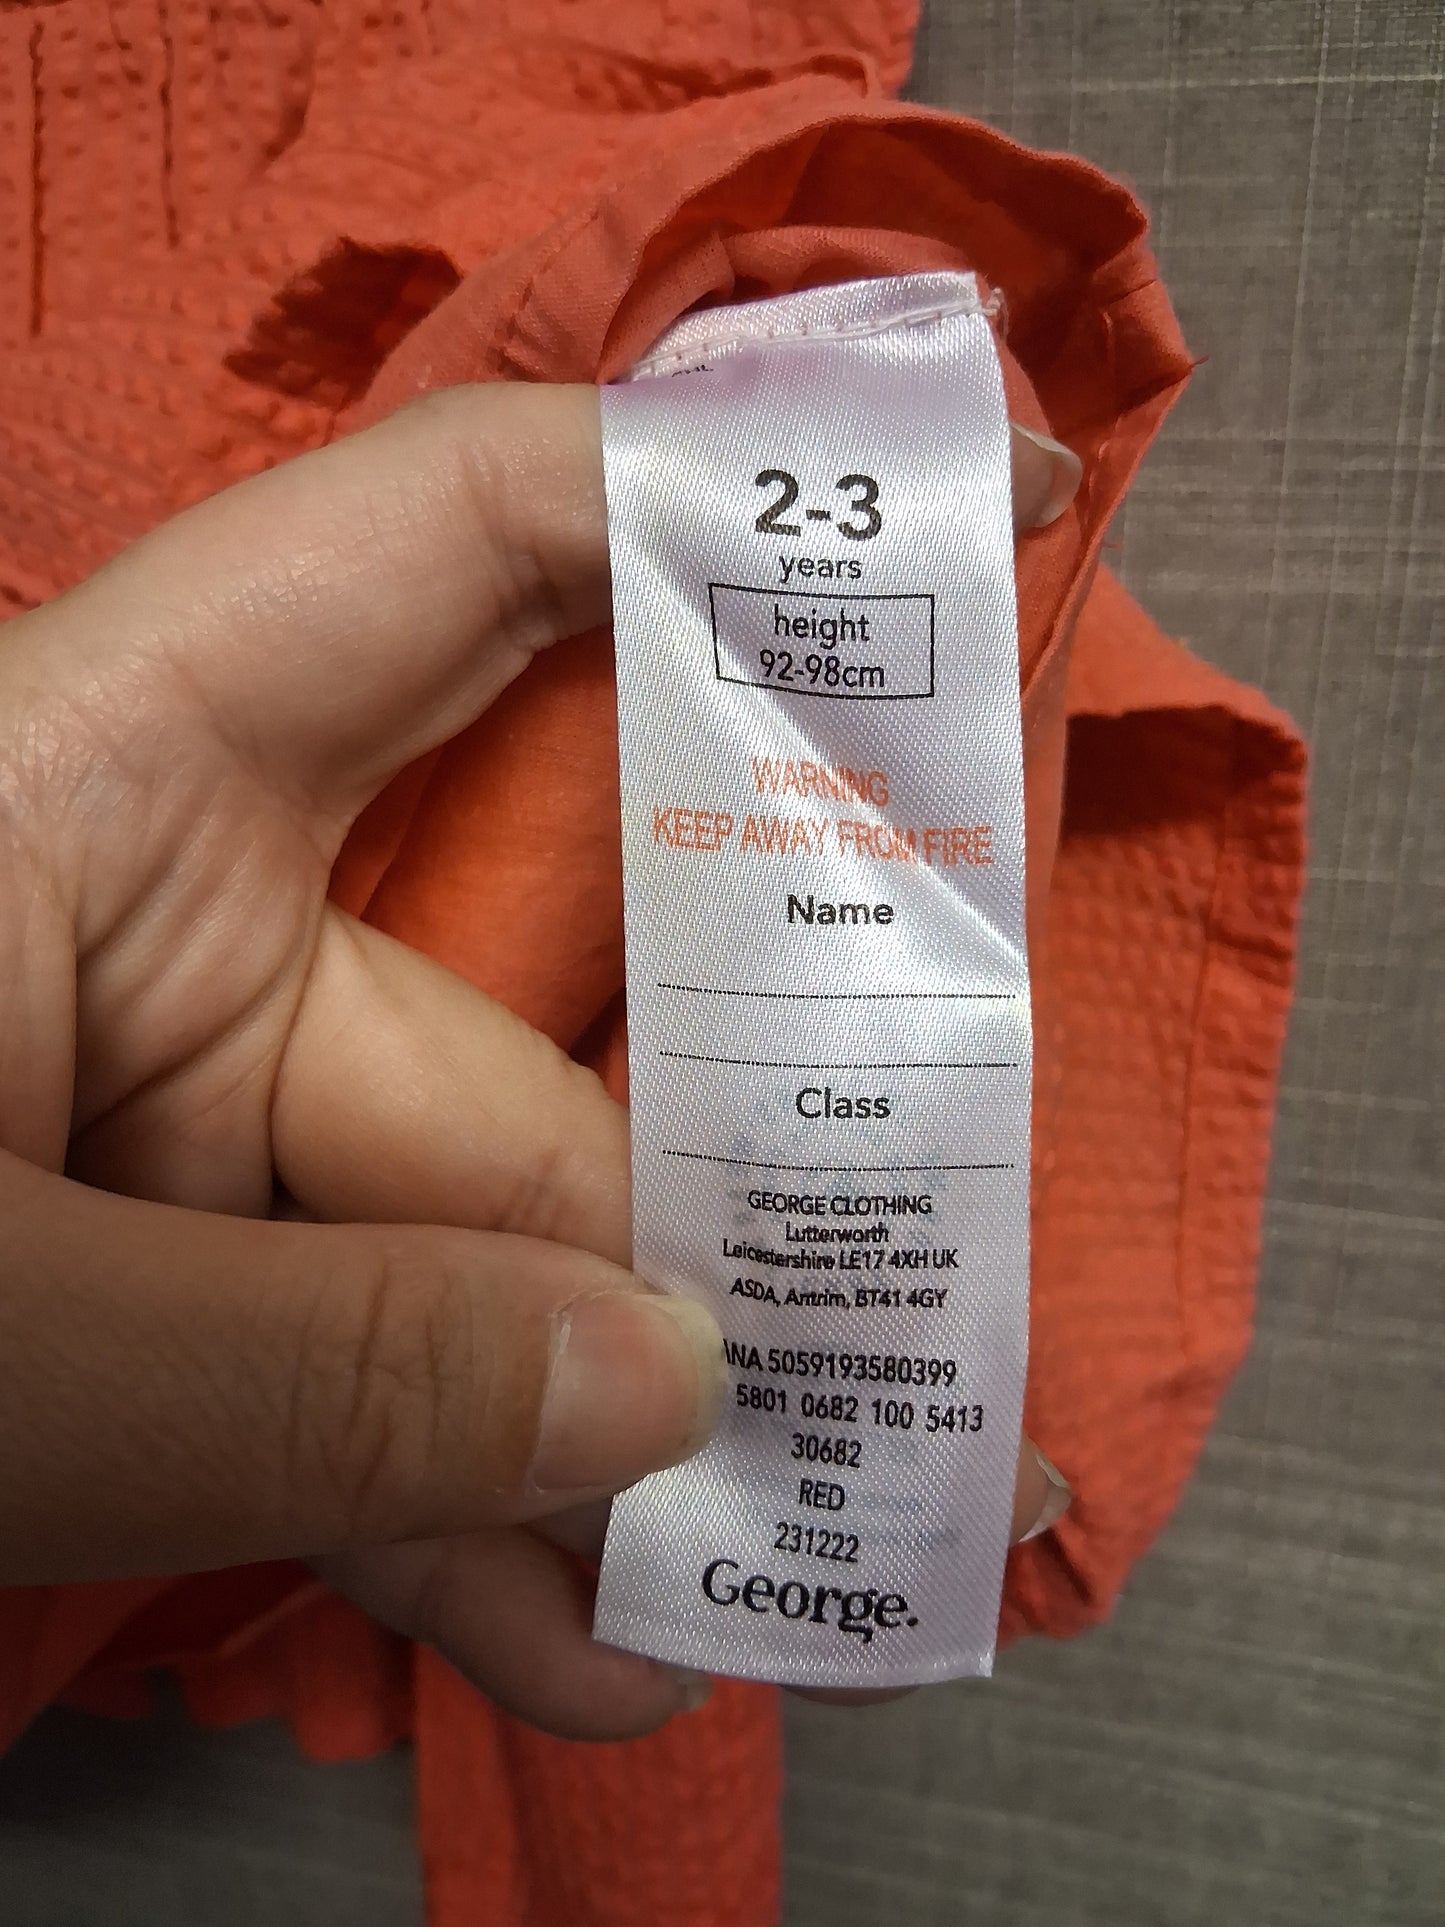 2-3
years
height
92-98cm
WARNING
KEEP AWAY FROM FIRE
Name
Class
GEORGE CLOTHING
Lutterworth
Leicestershire LE17 4XH UK
ASDA, Antrim, BT41 4GY
5059193580399
5801 0682 100 5413
30682
RED
231222
George.